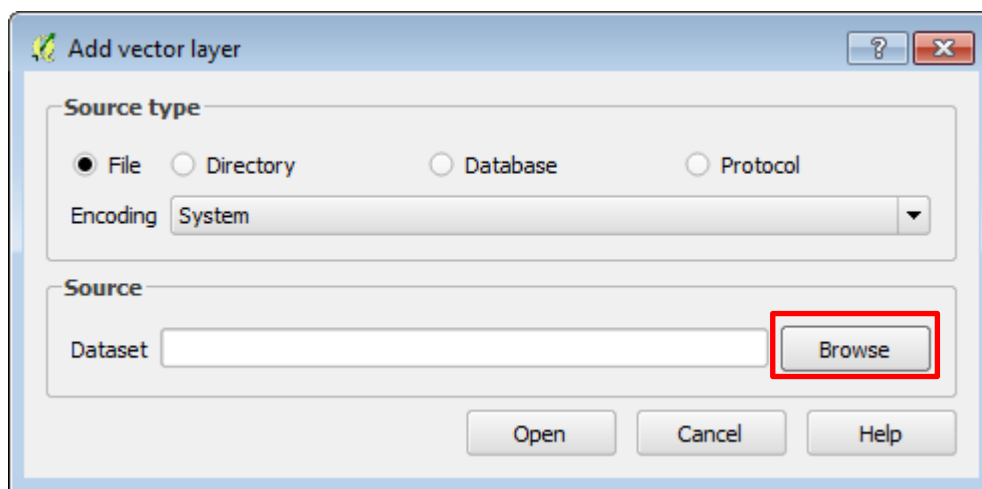 Add vector layer
Source type
File Directory Database Protocol
Encoding System
Source
Dataset Browse
Open Cancel Help